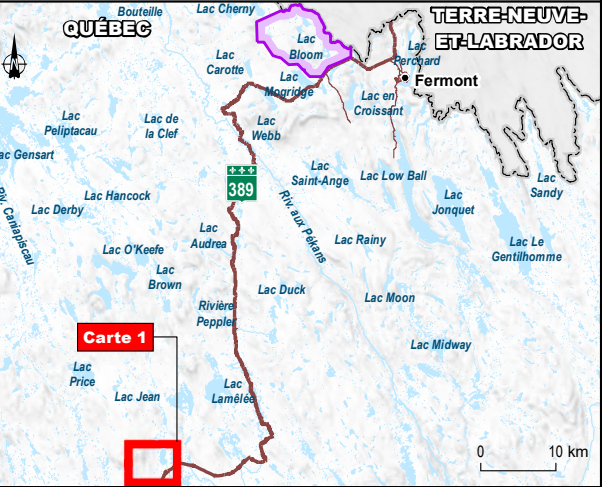 Bouteille
Lac Cherny
QUÉBEC
TERRE-NEUVE-
ET-LABRADOR
Lac
Bloom
Lac
Carotte
Lac
Perchard
Lac
Mogridge
Fermont
Lac en
Croissant
Lac
Peliptacau
Lac de
la Clef
Lac
Webb
ac Gensart
Lac
Saint-Ange
Lac Low Ball
Lac
Sandy
389
Lac Hancock
Lac Derby
Riv. Caniapiscau
Riv. aux Pékans
Lac
Jonquet
Lac
Audrea
Lac Rainy
Lac Le
Gentilhomme
Lac O'Keefe
Lac
Brown
Lac Duck
Lac Moon
Rivière
Peppler
Carte 1
Lac Midway
Lac
Price
Lac Jean
Lac
Lamêlée
0 10 km